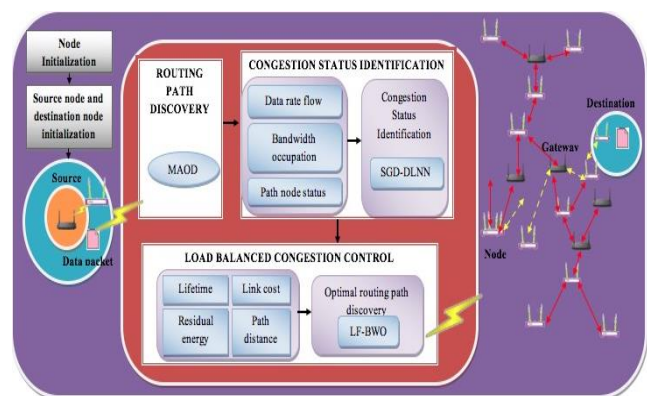 Node
Initialization
Source node and
destination node
initialization
Source
Data packet
ROUTING
PATH
DISCOVERY
MAOD
CONGESTION STATUS IDENTIFICATION
Data rate flow
Bandwidth
occupation
Path node status
Congestion
Status
Identification
SGD-DLNN
LOAD BALANCED CONGESTION CONTROL
Lifetime
Link cost
Residual
energy
Path
distance
Optimal routing path
discovery
LF-BWO
Node
Gateway
Destination